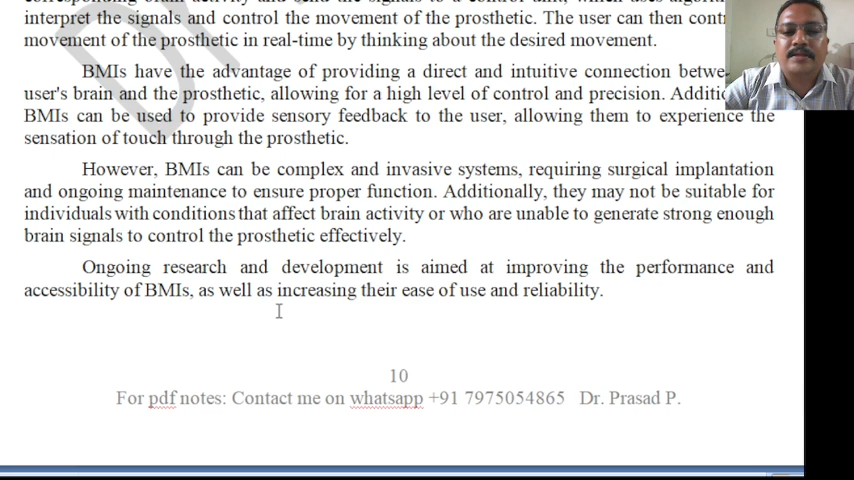 interpret the signals and control the movement of the prosthetic. The user can then
movement of the prosthetic in real-time by thinking about the desired movement.
BMIs have the advantage of providing a direct and intuitive connection
user's brain and the prosthetic, allowing for a high level of control and precision.
BMIs can be used to provide sensory feedback to the user, allowing them to experience the
sensation of touch through the prosthetic.
However, BMIs can be complex and invasive systems, requiring surgical implantation
and ongoing maintenance to ensure proper function. Additionally, they may not be suitable for
individuals with conditions that affect brain activity or who are unable to generate strong enough
brain signals to control the prosthetic effectively.
Ongoing research and development is aimed at improving the performance and
accessibility of BMIs, as well as increasing their ease of use and reliability.
10
For pdf notes: Contact me on whatsapp +91 7975054865 Dr. Prasad P.